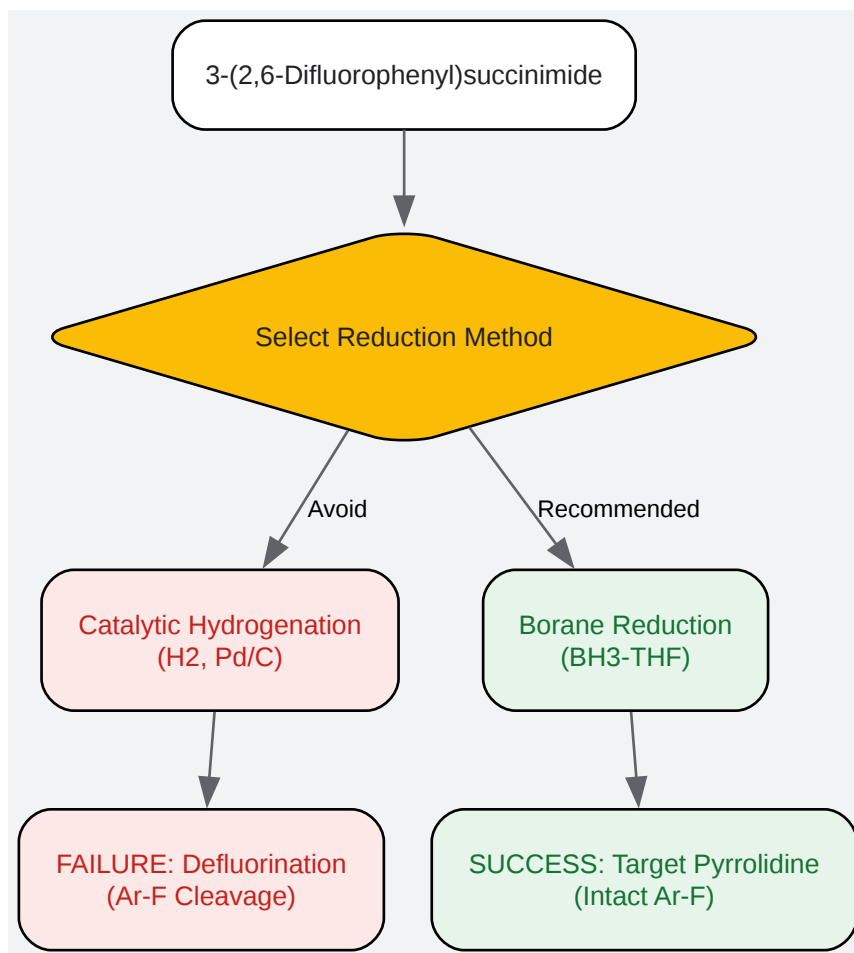 3-(2,6-Difluorophenyl)succinimide
Select Reduction Method
Avoid
Recommended
Catalytic Hydrogenation
(H2, Pd/C)
Borane Reduction
(BH3-THF)
FAILURE: Defluorination
(Ar-F Cleavage)
SUCCESS: Target Pyrrolidine
(Intact Ar-F)